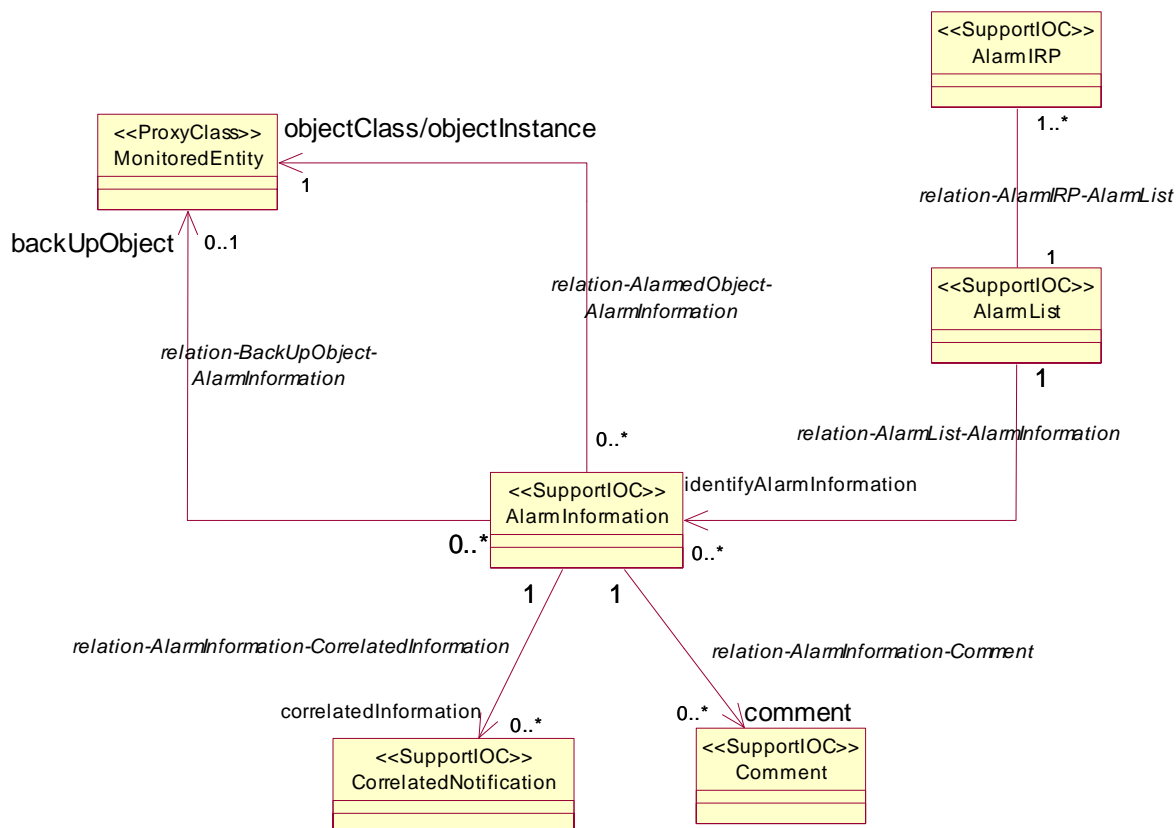 <<SupportIOC>>
AlarmIRP
1..*
relation-AlarmIRP-AlarmList
1
<<SupportIOC>>
AlarmList
1
relation-AlarmList-AlarmInformation
<<ProxyClass>>
MonitoredEntity
objectClass/objectInstance
1
backUpObject
0..1
relation-AlarmedObject-
AlarmInformation
relation-BackUpObject-
AlarmInformation
0..*
<<SupportIOC>>
AlarmInformation
identifyAlarmInformation
0..*
0..*
1
1
relation-AlarmInformation-CorrelatedInformation
relation-AlarmInformation-Comment
correlatedInformation
0..*
0..*
comment
<<SupportIOC>>
CorrelatedNotification
<<SupportIOC>>
Comment